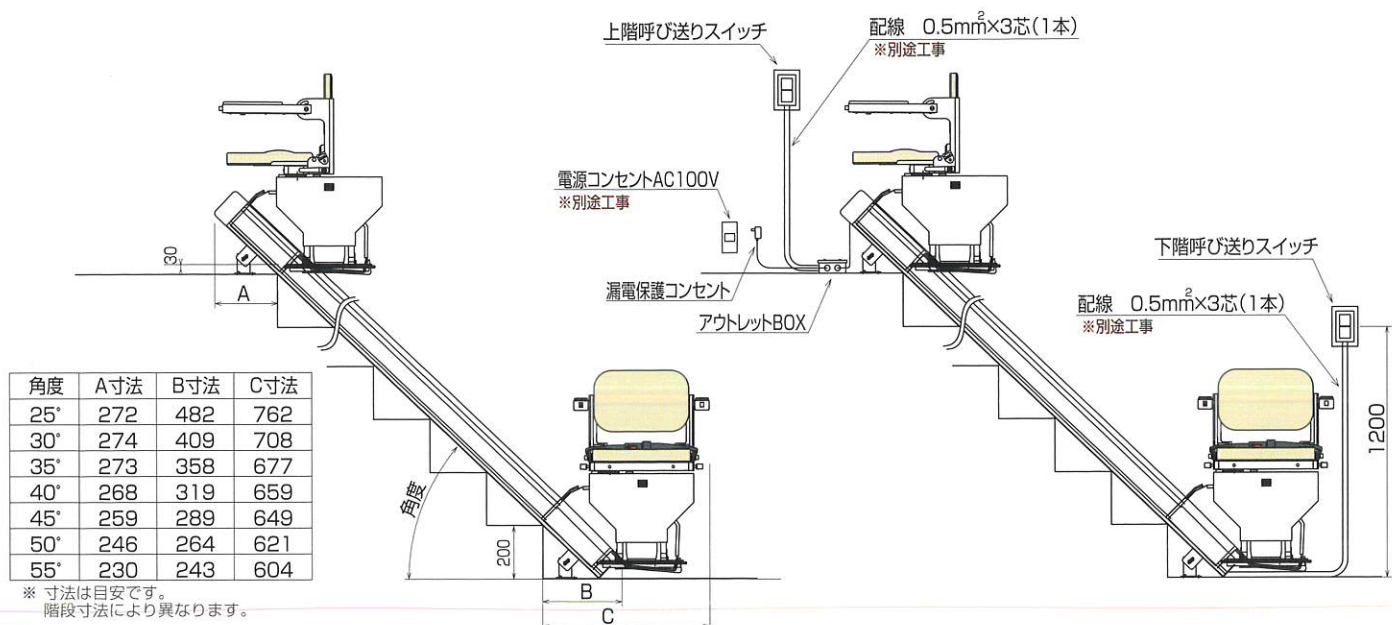 30
A
角度
200
B
C
角度 A寸法 B寸法 C寸法
25° 272 482 762
30° 274 409 708
35° 273 358 677
40° 268 319 659
45° 259 289 649
50° 246 264 621
55° 230 243 604
※ 寸法は目安です。
階段寸法により異なります。
上階呼び送りスイッチ
配線 0.5mm²×3芯(1本)
※別途工事
電源コンセントAC100V
※別途工事
漏電保護コンセント
アウトレットBOX
下階呼び送りスイッチ
配線 0.5mm²×3芯(1本)
※別途工事
1200